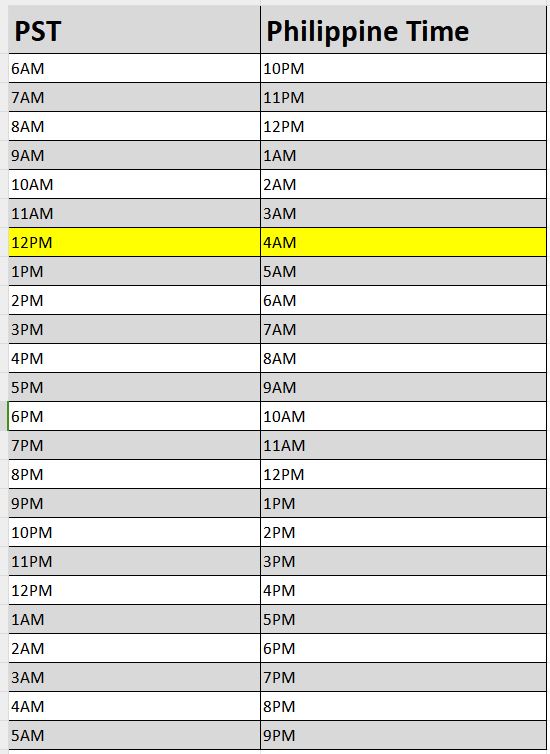 PST Philippine Time
6AM 10PM
7AM 11PM
8AM 12PM
9AM 1AM
10AM 2AM
11AM 3AM
12PM 4AM
1PM 5AM
2PM 6AM
3PM 7AM
4PM 8AM
5PM 9AM
6PM 10AM
7PM 11AM
8PM 12PM
9PM 1PM
10PM 2PM
11PM 3PM
12PM 4PM
1AM 5PM
2AM 6PM
3AM 7PM
4AM 8PM
5AM 9PM